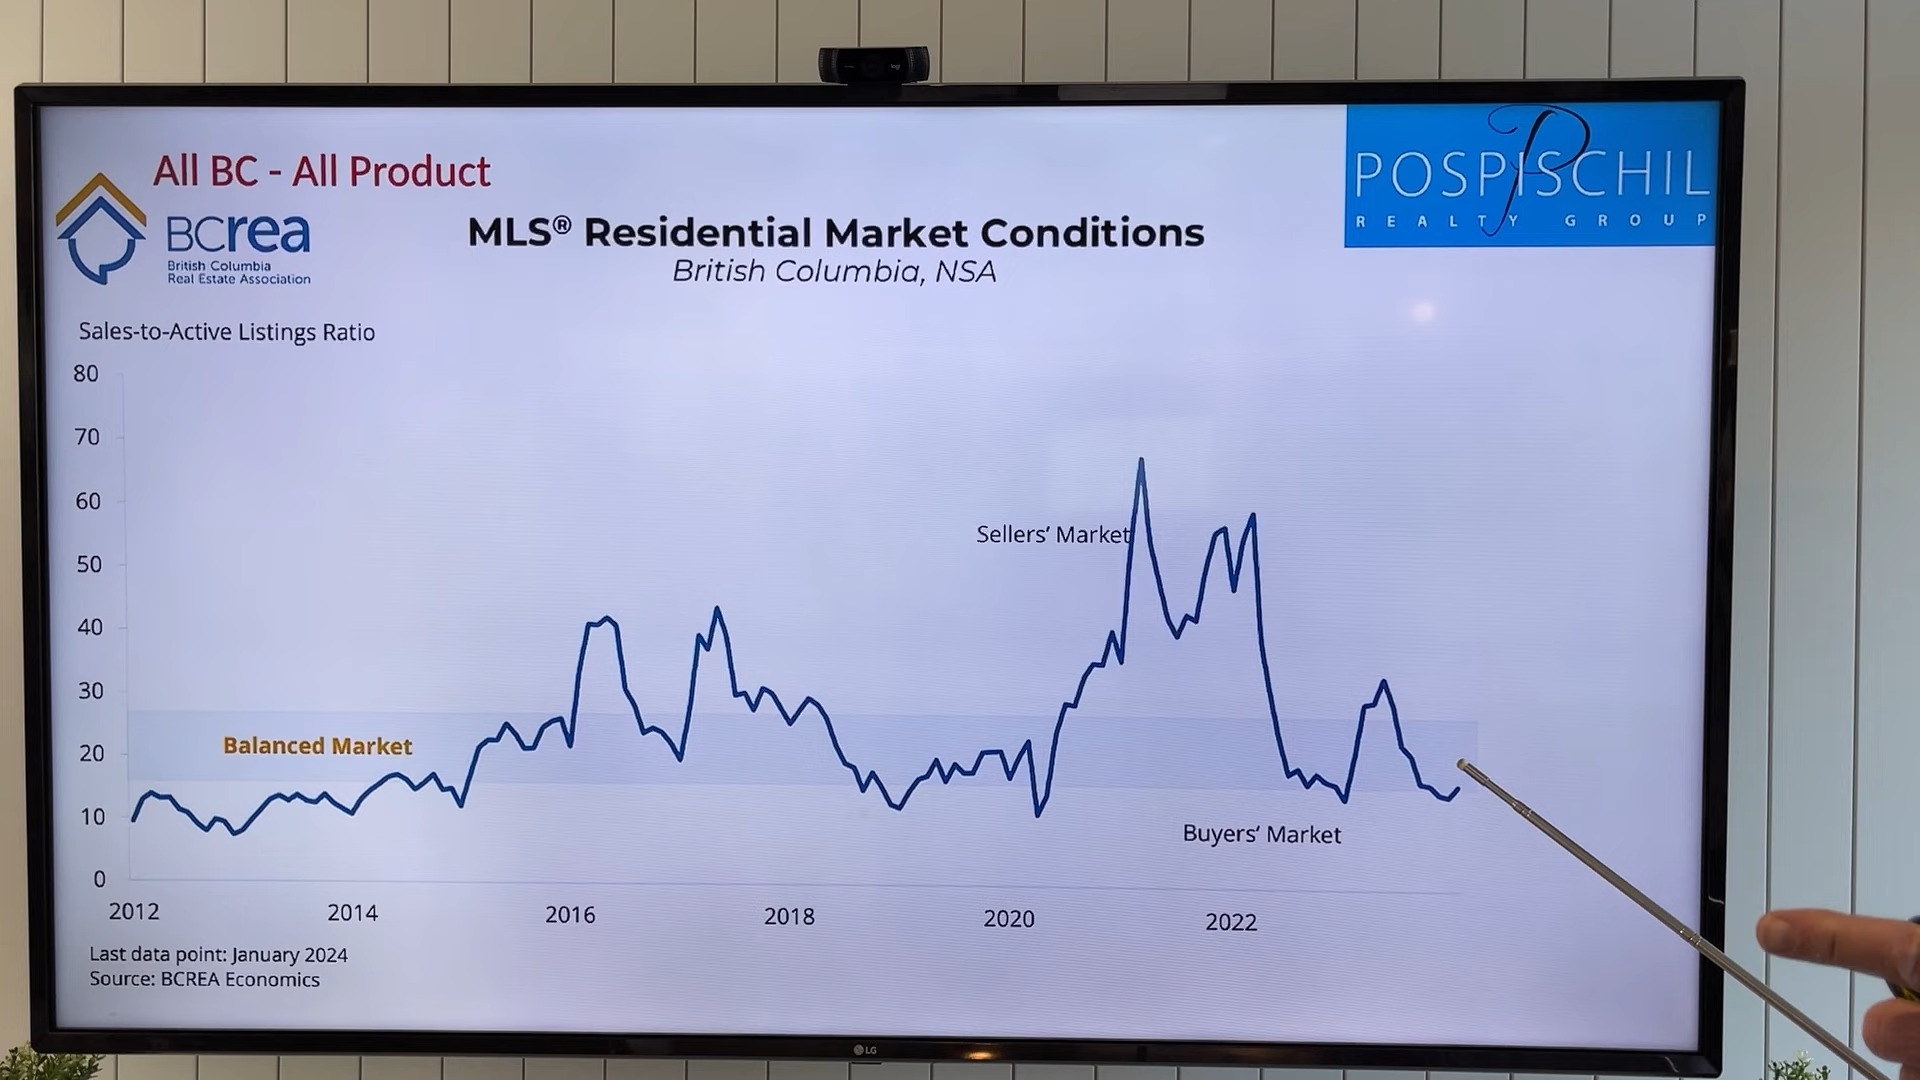 All BC - All Product
BCrea
British Columbia
Real Estate Association
POSPISCHIL
REALTY GROUP
MLS® Residential Market Conditions
British Columbia, NSA
Sales-to-Active Listings Ratio
80
70
60
50
40
30
20
10
0
Sellers’ Market
Balanced Market
Buyers’ Market
2012 2014 2016 2018 2020 2022
Last data point: January 2024
Source: BCREA Economics
LG